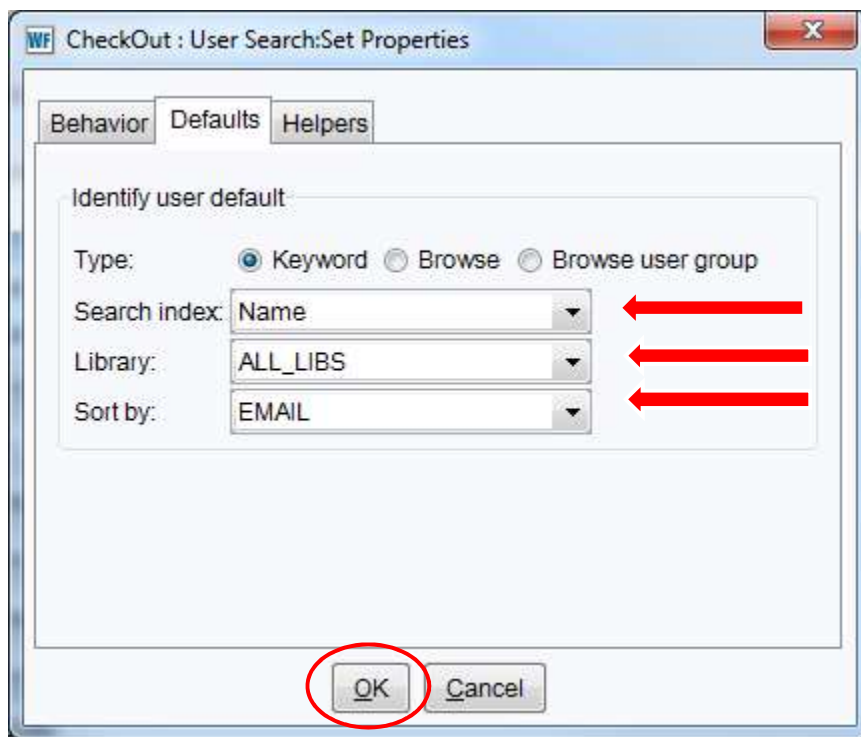 WF CheckOut : User Search:Set Properties
Behavior Defaults Helpers
Identify user default
Type: Keyword Browse Browse user group
Search index: Name
Library: ALL_LIBS
Sort by: EMAIL
OK Cancel